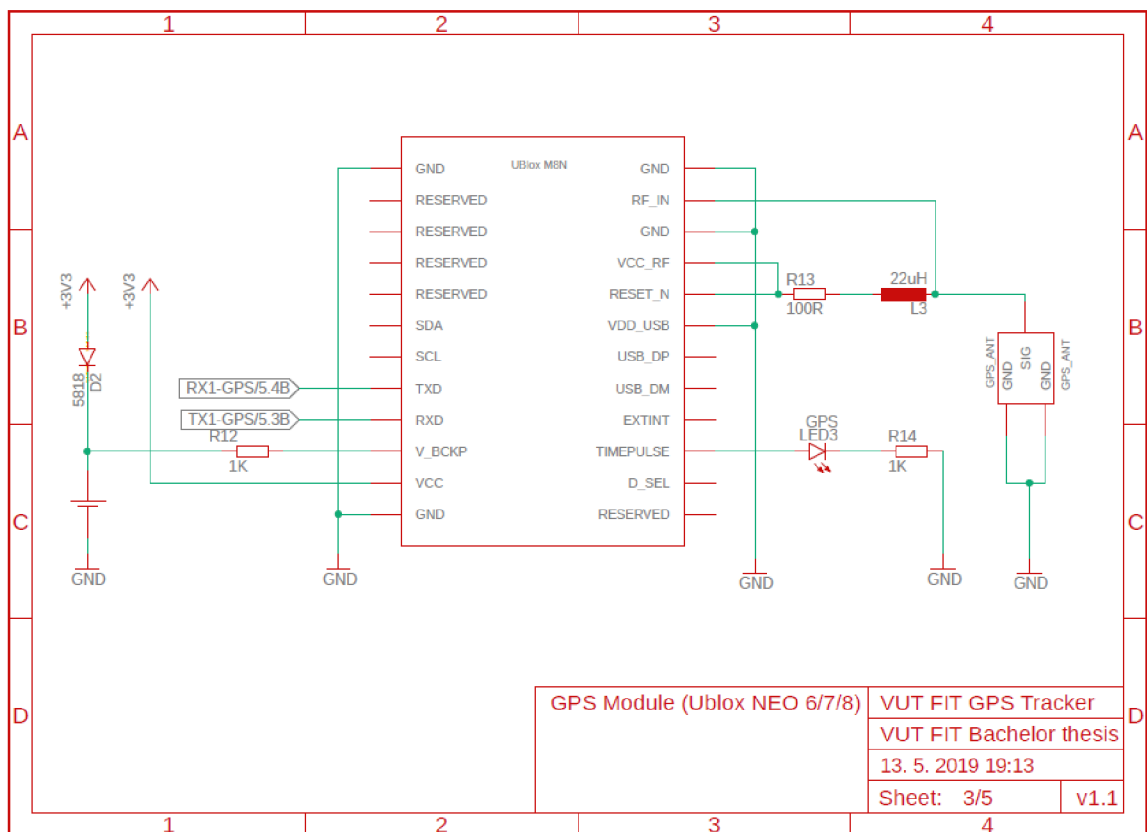 1 2 3 4
A A
UBlox M8N
GND GND
RESERVED RF_IN
RESERVED GND
RESERVED VCC_RF
RESERVED RESET_N
SDA VDD_USB
SCL USB_DP
TXD USB_DM
RXD EXTINT
V_BCKP TIMEPULSE
VCC D_SEL
GND RESERVED
+3V3
+3V3
B B
5818
D2
RX1-GPS/5.4B
TX1-GPS/5.3B
R12
1K
R13
100R
22uH
L3
GPS_ANT
GND
SIG
GND
GPS_ANT
GPS
LED3
R14
1K
C C
GND GND GND GND GND
D D
GPS Module (Ublox NEO 6/7/8)
VUT FIT GPS Tracker
VUT FIT Bachelor thesis
13. 5. 2019 19:13
Sheet: 3/5 v1.1
1 2 3 4